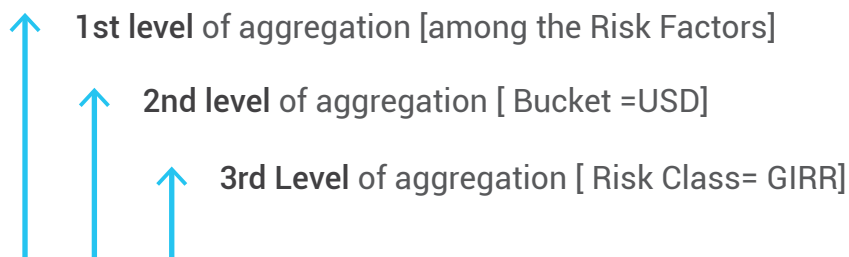 1st level of aggregation [among the Risk Factors]
2nd level of aggregation [ Bucket =USD]
3rd Level of aggregation [ Risk Class= GIRR]